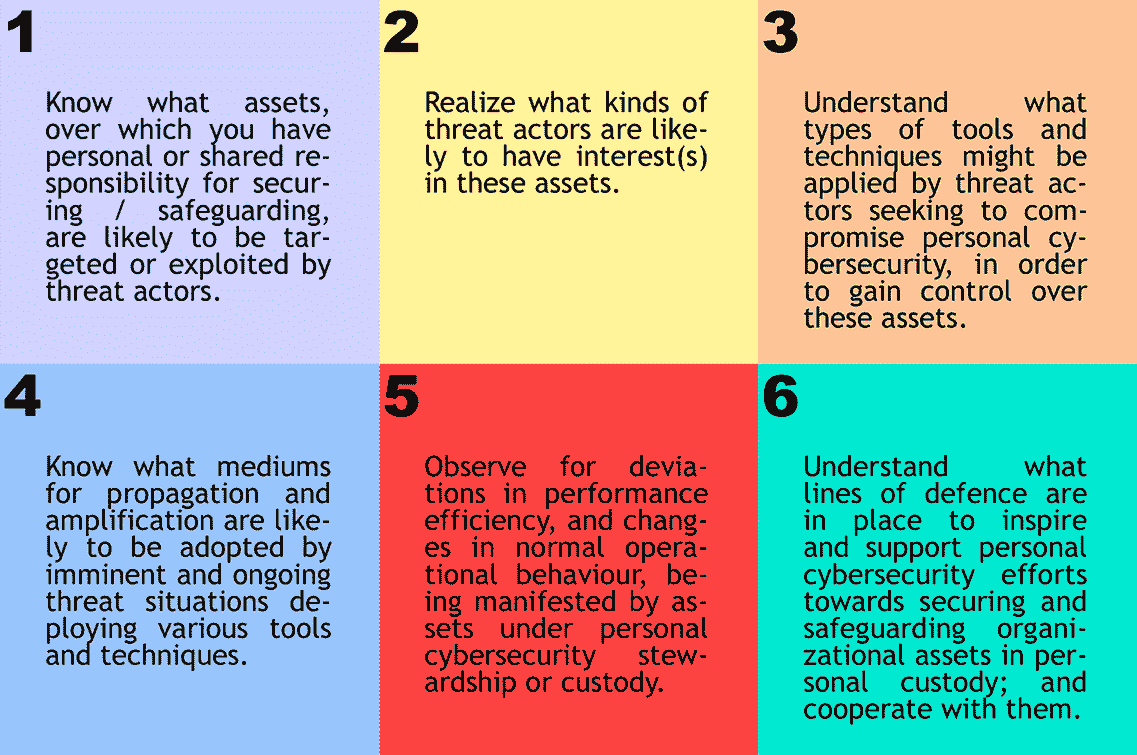 1
Know what assets,
over which you have
personal or shared re-
sponsibility for secur-
ing / safeguarding,
are likely to be tar-
geted or exploited by
threat actors.
2
Realize what kinds of
threat actors are like-
ly to have interest(s)
in these assets.
3
Understand what
types of tools and
techniques might be
applied by threat ac-
tors seeking to com-
promise personal cy-
bersecurity, in order
to gain control over
these assets.
4
Know what mediums
for propagation and
amplification are like-
ly to be adopted by
imminent and ongoing
threat situations de-
ploying various tools
and techniques.
5
Observe for devia-
tions in performance
efficiency, and chang-
es in normal opera-
tional behaviour, be-
ing manifested by as-
sets under personal
cybersecurity stew-
ardship or custody.
6
Understand what
lines of defence are
in place to inspire
and support personal
cybersecurity efforts
towards securing and
safeguarding organi-
zational assets in per-
sonal custody; and
cooperate with them.